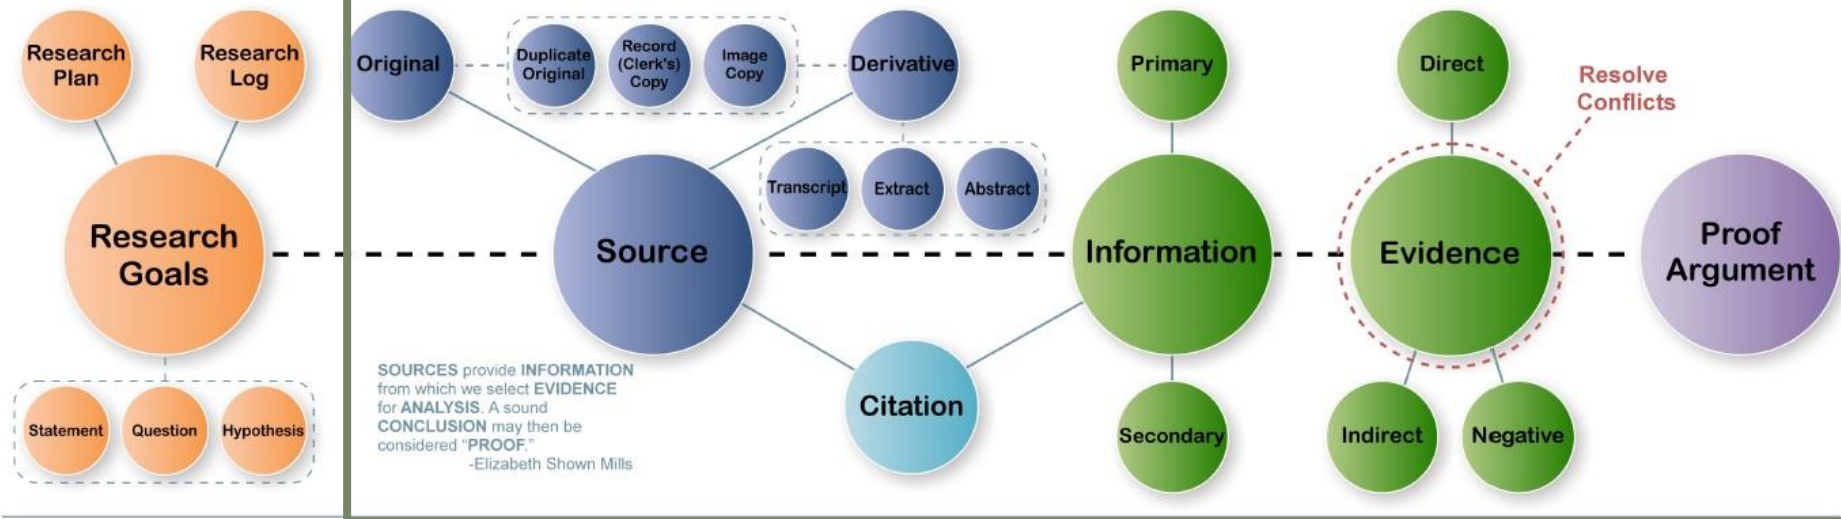 Research
Plan
Research
Log
Research
Goals
Statement
Question
Hypothesis
Original
Duplicate
Original
Record
(Clerk's)
Copy
Image
Copy
Derivative
Transcript
Extract
Abstract
Source
SOURCES provide INFORMATION
from which we select EVIDENCE
for ANALYSIS. A sound
CONCLUSION may then be
considered “PROOF.”
-Elizabeth Shown Mills
Citation
Primary
Information
Secondary
Direct
Resolve
Conflicts
Evidence
Indirect
Negative
Proof
Argument